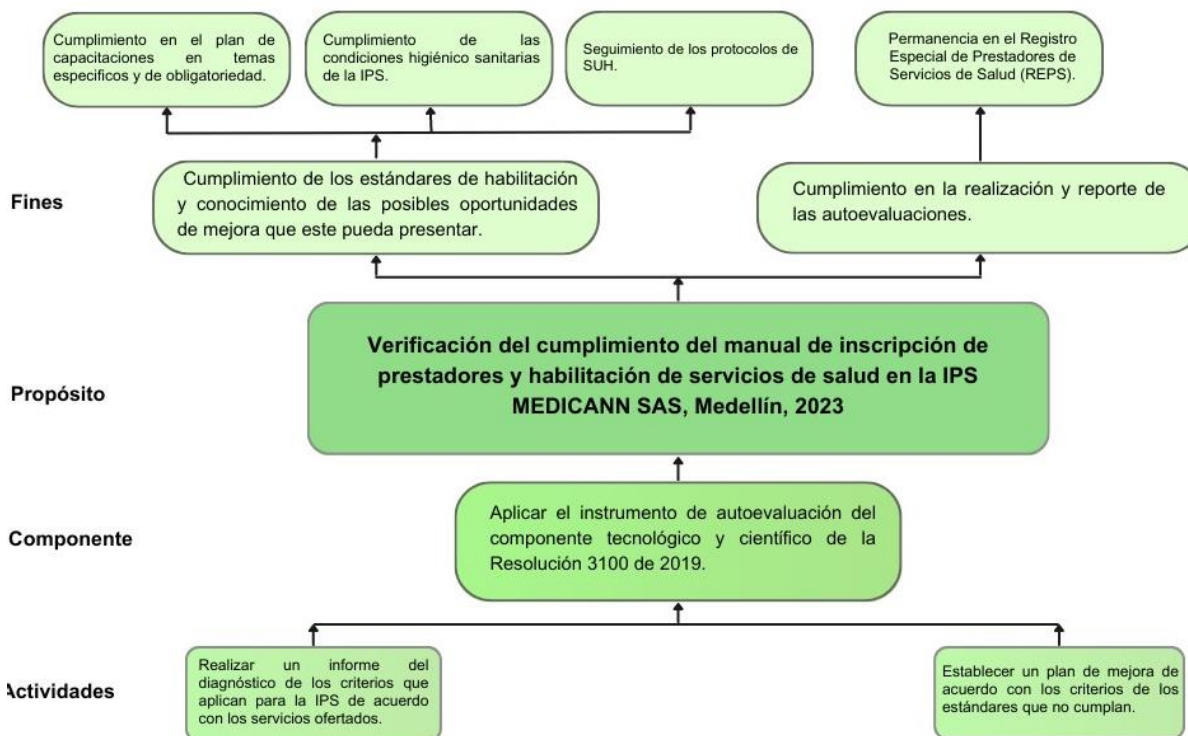 Cumplimiento en el plan de
capacitaciones en temas
especificos y de obligatoriedad.
Cumplimiento de las
condiciones higiénico sanitarias
de la IPS.
Seguimiento de los protocolos de
SUH.
Permanencia en el Registro
Especial de Prestadores de
Servicios de Salud (REPS).
Fines
Cumplimiento de los estándares de habilitación
y conocimiento de las posibles oportunidades
de mejora que este pueda presentar.
Cumplimiento en la realización y reporte de
las autoevaluaciones.
Propósito
Verificación del cumplimiento del manual de inscripción de
prestadores y habilitación de servicios de salud en la IPS
MEDICANN SAS, Medellín, 2023
Componente
Aplicar el instrumento de autoevaluación del
componente tecnológico y científico de la
Resolución 3100 de 2019.
Actividades
Realizar un informe del
diagnóstico de los criterios que
aplican para la IPS de acuerdo
con los servicios ofertados.
Establecer un plan de mejora de
acuerdo con los criterios de los
estándares que no cumplan.